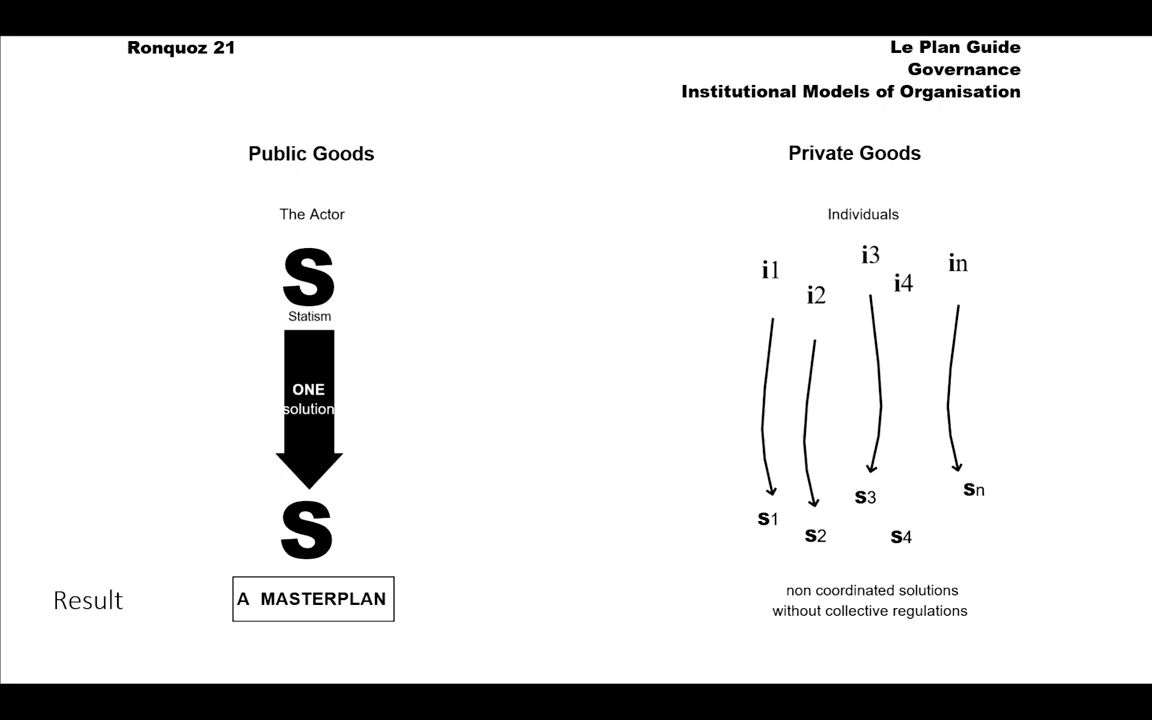 Ronquoz 21
Le Plan Guide
Governance
Institutional Models of Organisation
Public Goods
The Actor
S
Statism
ONE
solution
S
Result
A MASTERPLAN
Private Goods
Individuals
i1
i2
i3
i4
in
s1
s2
s3
s4
sn
non coordinated solutions
without collective regulations